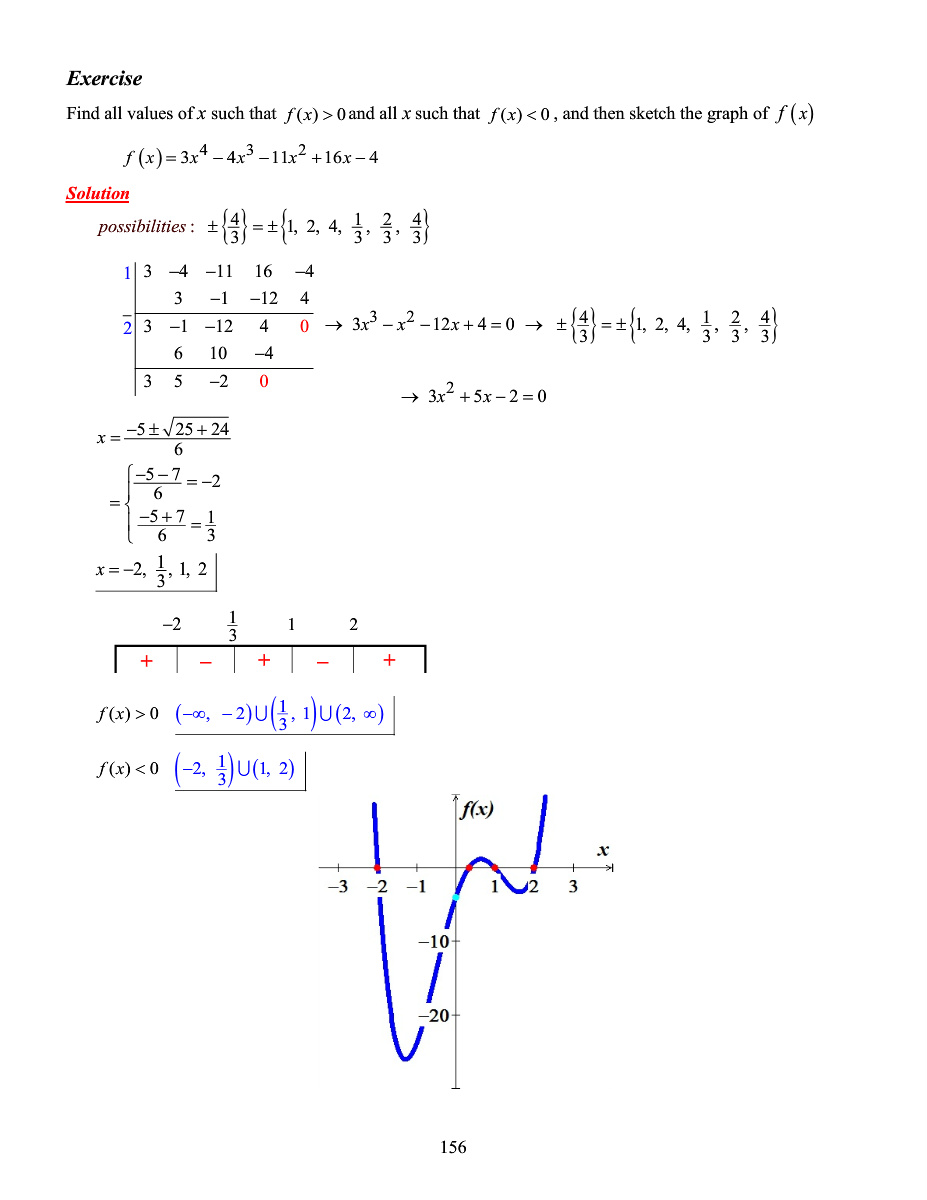 Exercise
Find all values of x such that f(x) > 0 and all x such that f(x) < 0 , and then sketch the graph of f(x)
f(x) = 3x⁴ − 4x³ − 11x² + 16x − 4
Solution
possibilities : ±{4/3} = ±{1, 2, 4, 1/3, 2/3, 4/3}
1 | 3 −4 −11 16 −4
3 −1 −12 4
2 | 3 −1 −12 4 0 → 3x³ − x² − 12x + 4 = 0 → ±{4/3} = ±{1, 2, 4, 1/3, 2/3, 4/3}
6 10 −4
3 5 −2 0
→ 3x² + 5x − 2 = 0
x = (−5 ± √(25 + 24))/6
= { (−5 − 7)/6 = −2
(−5 + 7)/6 = 1/3
x = −2, 1/3, 1, 2
−2 1/3 1 2
+ − + − +
f(x) > 0 (−∞, −2) ∪ (1/3, 1) ∪ (2, ∞)
f(x) < 0 (−2, 1/3) ∪ (1, 2)
f(x)
x
−3 −2 −1 1 2 3
−10
−20
156